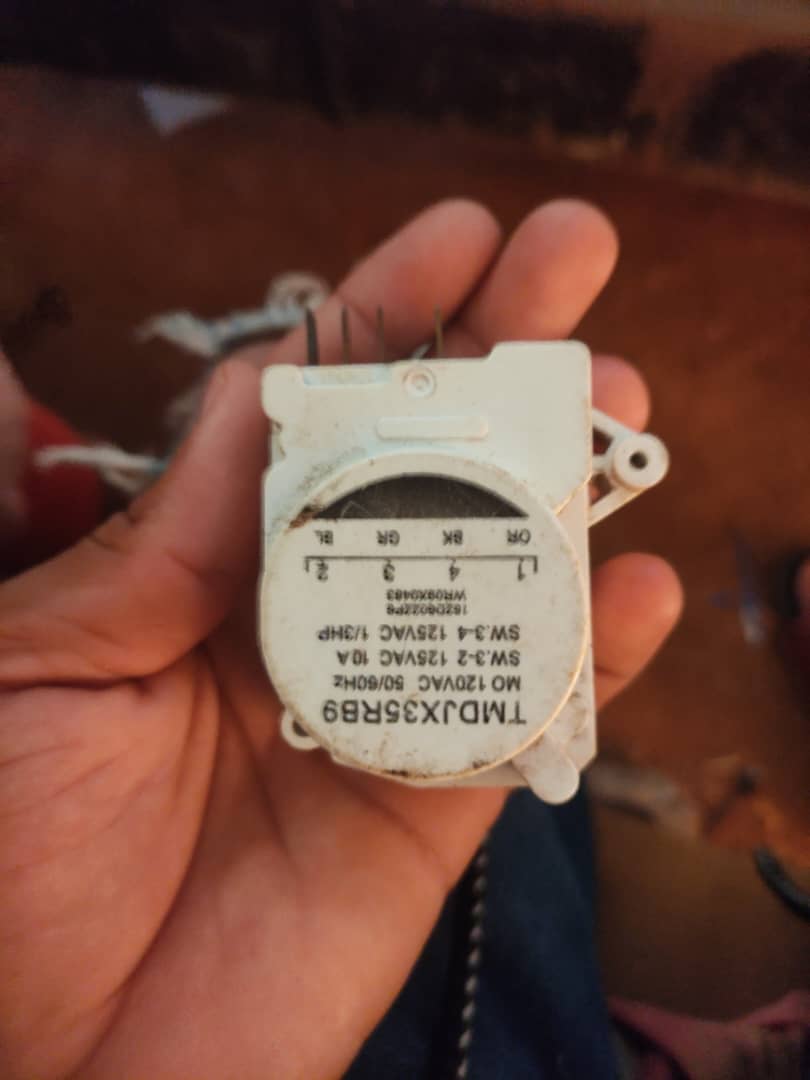 TMDJX35RB9
MO 120VAC 50/60Hz
SW.3-2 125VAC 10A
SW.3-4 125VAC 1/3HP
WR09X0483
1 4 3 2
OR BK GR BL